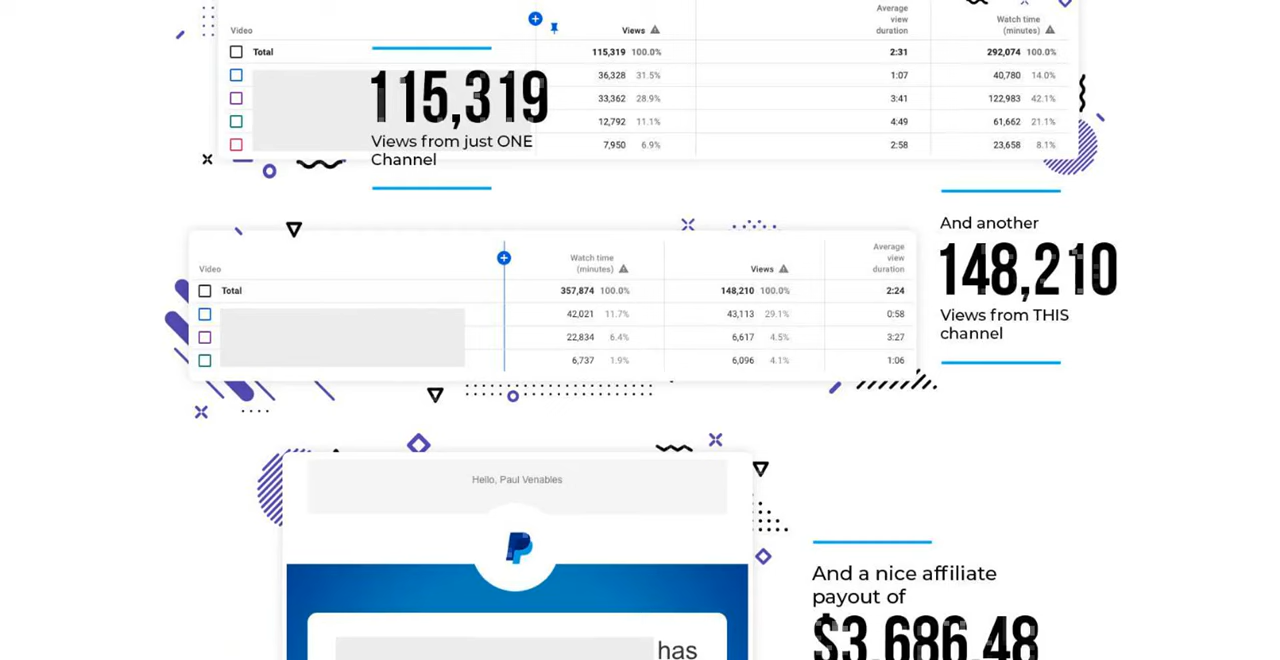 Average
view
duration
Watch time
(minutes)
Video
Views
Total 115,319 100.0% 2:31 292,074 100.0%
36,328 31.5% 1:07 40,780 14.0%
33,362 28.9% 3:41 122,983 42.1%
12,792 11.1% 4:49 61,662 21.1%
7,950 6.9% 2:58 23,658 8.1%
115,319
Views from just ONE
Channel
And another
148,210
Views from THIS
channel
Video
Watch time
(minutes)
Views
Average
view
duration
Total 357,874 100.0% 148,210 100.0% 2:24
42,021 11.7% 43,113 29.1% 0:58
22,834 6.4% 6,617 4.5% 3:27
6,737 1.9% 6,096 4.1% 1:06
Hello, Paul Venables
has
And a nice affiliate
payout of
$3,686.48